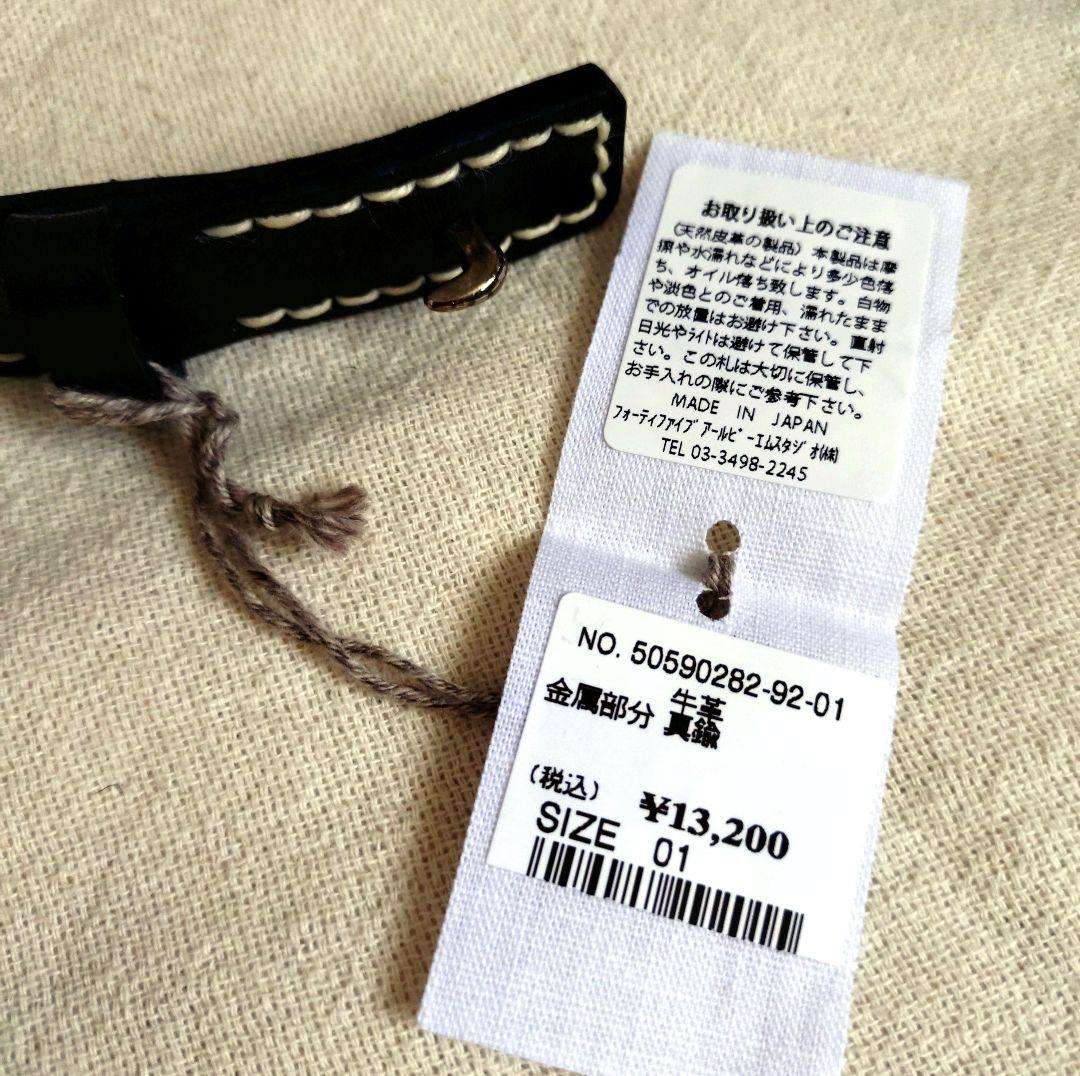 お取り扱い上のご注意
(天然皮革の製品) 本製品は摩
擦や水濡れなどにより多少色落
ち、オイル落ち致します。白物
や淡色とのご着用、濡れたまま
での放置はお避け下さい。直射
日光やﾗｲﾄは避けて保管して下
さい。この札は大切に保管し、
お手入れの際にご参考下さい。
MADE IN JAPAN
ﾌｫｰﾃｨﾌｧｲﾌﾞｱｰﾙﾋﾟｰｴﾑｽﾀｼﾞｵ(株)
TEL 03-3498-2245
NO. 50590282-92-01
牛革
金属部分 真鍮
(税込) ¥13,200
SIZE 01